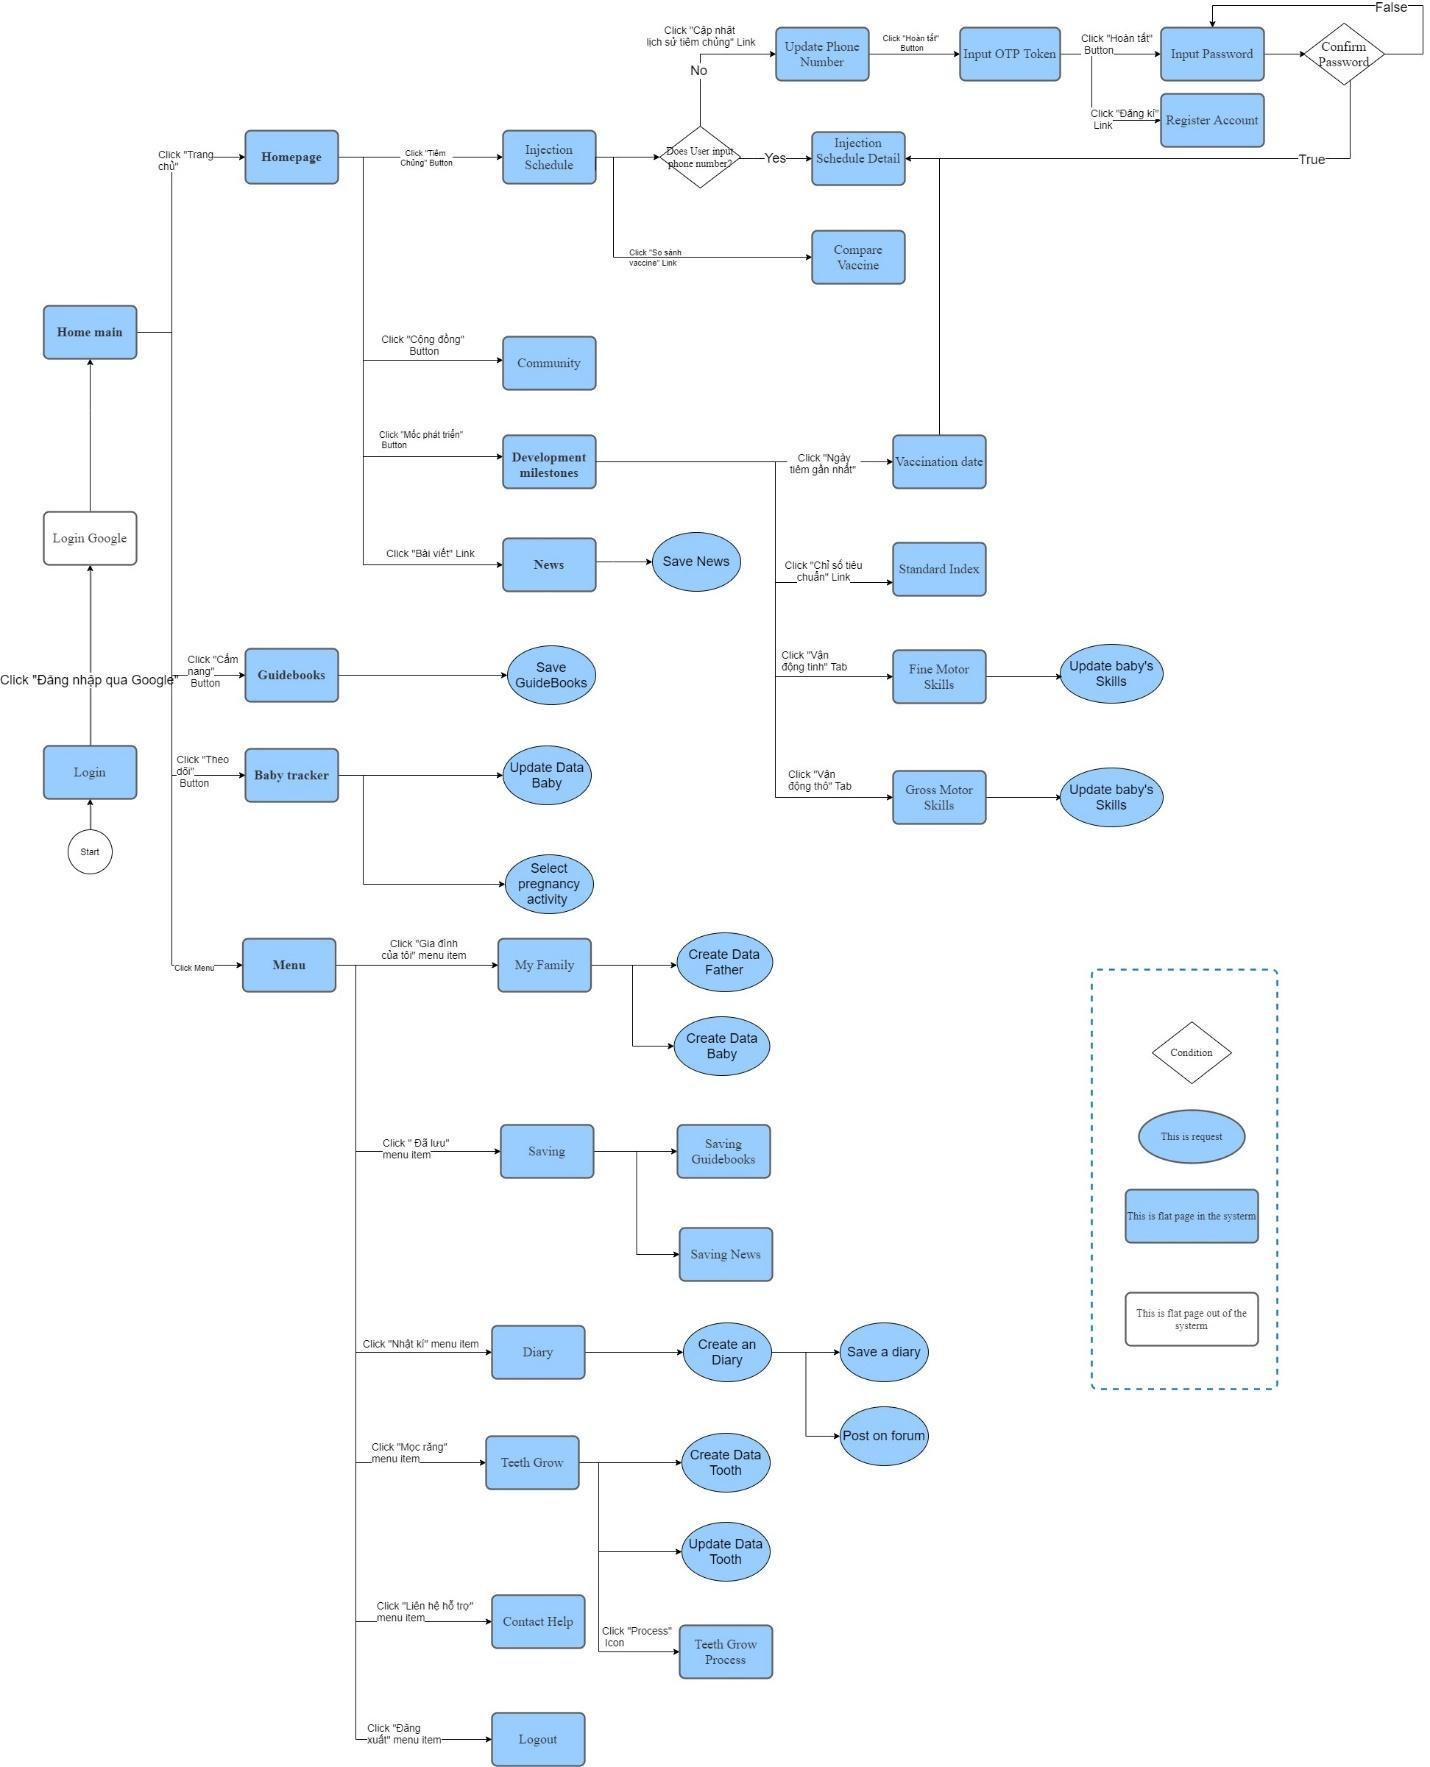 False
Click "Cập nhật
lịch sử tiêm chủng" Link
No
Update Phone
Number
Click "Hoàn tất"
Button
Input OTP Token
Click "Hoàn tất"
Button
Input Password
Confirm
Password
Click "Đăng kí"
Link
Register Account
Click "Trang
chủ"
Homepage
Click "Tiêm
Chủng" Button
Injection
Schedule
Does User input
phone number?
Yes
Injection
Schedule Detail
True
Click "So sánh
vaccine" Link
Compare
Vaccine
Home main
Click "Cộng đồng"
Button
Community
Click "Mốc phát triển"
Button
Development
milestones
Click "Ngày
tiêm gần nhất"
Vaccination date
Login Google
Click "Bài viết" Link
News
Save News
Click "Chỉ số tiêu
chuẩn" Link
Standard Index
Click "Đăng nhập qua Google"
Click "Cẩm
nang"
Button
Guidebooks
Save
GuideBooks
Click "Vận
động tinh" Tab
Fine Motor
Skills
Update baby's
Skills
Login
Click "Theo
dõi"
Button
Baby tracker
Update Data
Baby
Click "Vận
động thô" Tab
Gross Motor
Skills
Update baby's
Skills
Start
Select
pregnancy
activity
Click Menu
Menu
Click "Gia đình
của tôi" menu item
My Family
Create Data
Father
Create Data
Baby
Condition
This is request
This is flat page in the systerm
This is flat page out of the
systerm
Click " Đã lưu"
menu item
Saving
Saving
Guidebooks
Saving News
Click "Nhật kí" menu item
Diary
Create an
Diary
Save a diary
Post on forum
Click "Mọc răng"
menu item
Teeth Grow
Create Data
Tooth
Update Data
Tooth
Click "Liên hệ hỗ trợ"
menu item
Contact Help
Click "Process"
Icon
Teeth Grow
Process
Click "Đăng
xuất" menu item
Logout